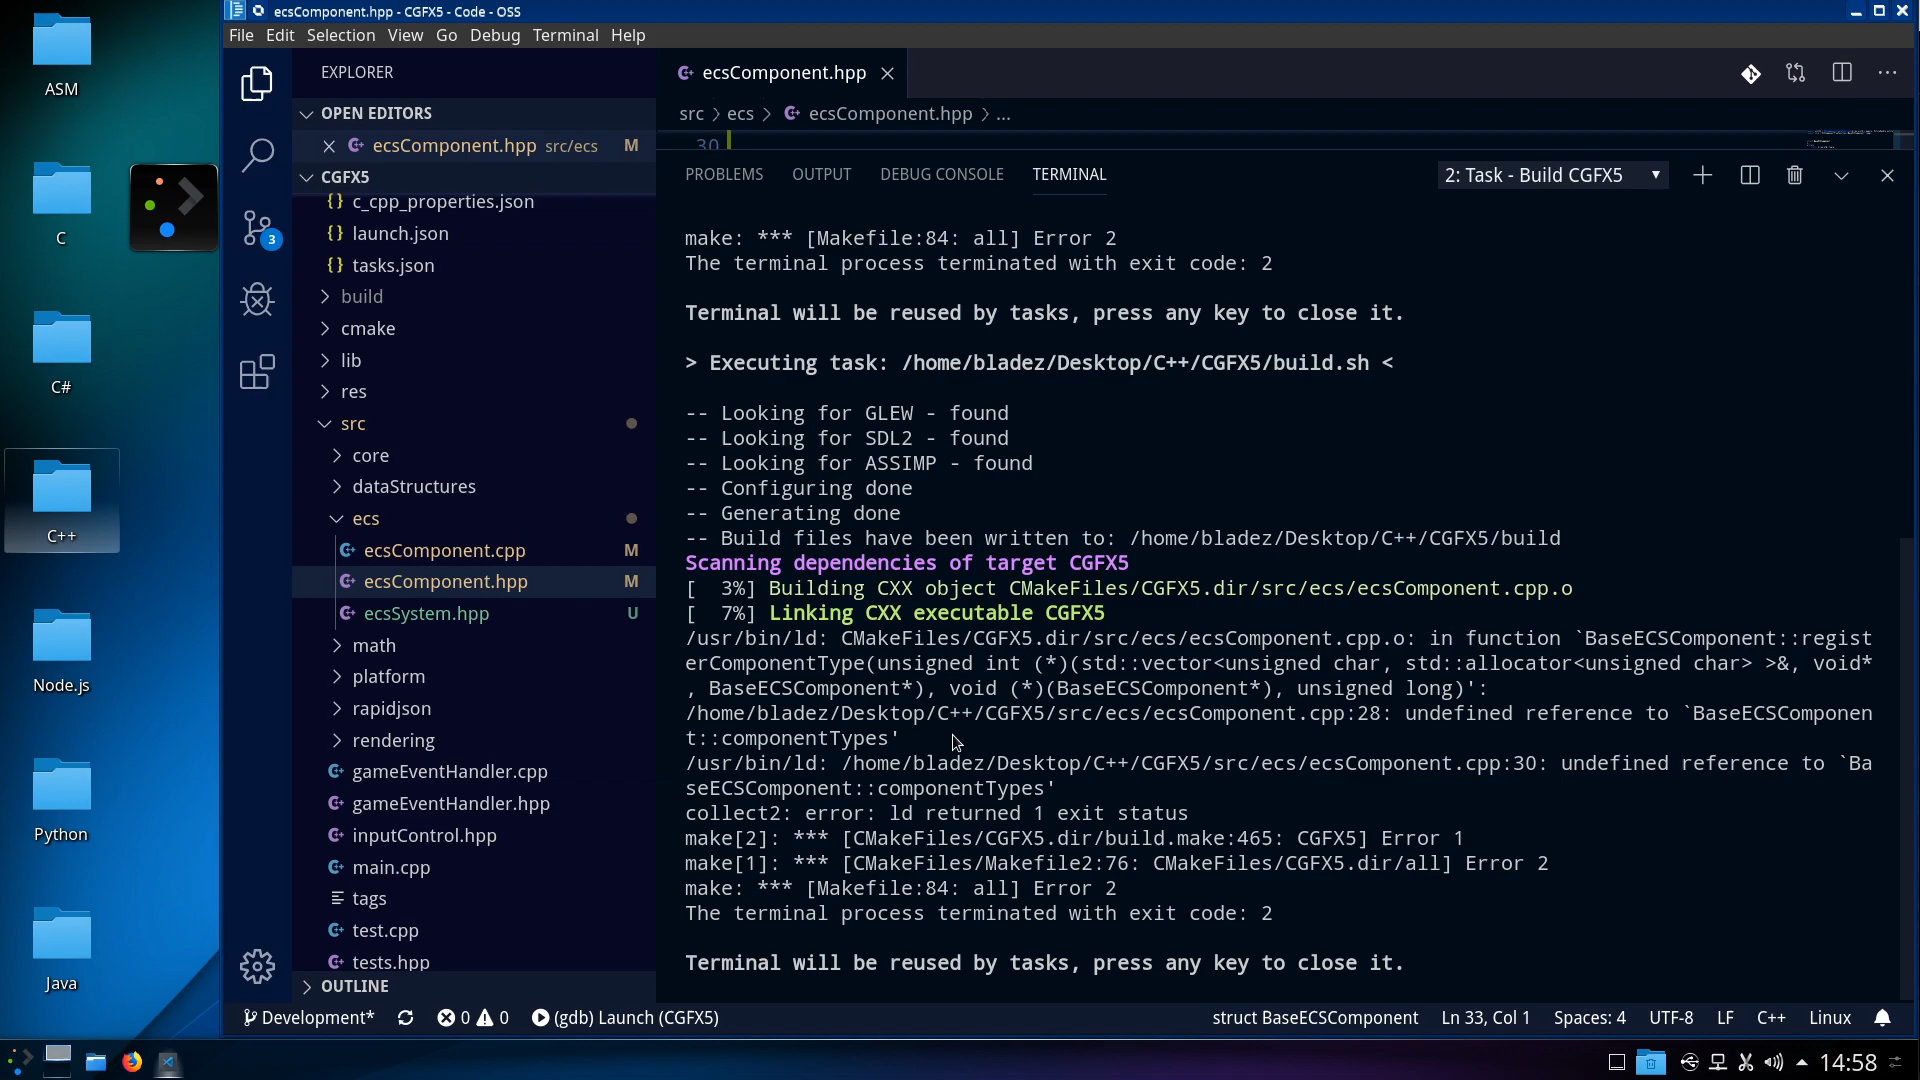 ASM
C
C#
C++
Node.js
Python
Java
ecsComponent.hpp - CGFX5 - Code - OSS
File Edit Selection View Go Debug Terminal Help
EXPLORER
OPEN EDITORS
ecsComponent.hpp src/ecs M
CGFX5
{} c_cpp_properties.json
{} launch.json
{} tasks.json
build
cmake
lib
res
src
core
dataStructures
ecs
ecsComponent.cpp M
ecsComponent.hpp M
ecsSystem.hpp U
math
platform
rapidjson
rendering
gameEventHandler.cpp
gameEventHandler.hpp
inputControl.hpp
main.cpp
tags
test.cpp
tests.hpp
OUTLINE
3
ecsComponent.hpp
src > ecs > ecsComponent.hpp > ...
30
PROBLEMS OUTPUT DEBUG CONSOLE TERMINAL
2: Task - Build CGFX5
make: *** [Makefile:84: all] Error 2
The terminal process terminated with exit code: 2
Terminal will be reused by tasks, press any key to close it.
> Executing task: /home/bladez/Desktop/C++/CGFX5/build.sh <
-- Looking for GLEW - found
-- Looking for SDL2 - found
-- Looking for ASSIMP - found
-- Configuring done
-- Generating done
-- Build files have been written to: /home/bladez/Desktop/C++/CGFX5/build
Scanning dependencies of target CGFX5
[  3%] Building CXX object CMakeFiles/CGFX5.dir/src/ecs/ecsComponent.cpp.o
[  7%] Linking CXX executable CGFX5
/usr/bin/ld: CMakeFiles/CGFX5.dir/src/ecs/ecsComponent.cpp.o: in function `BaseECSComponent::regist
erComponentType(unsigned int (*)(std::vector<unsigned char, std::allocator<unsigned char> >&, void*
, BaseECSComponent*), void (*)(BaseECSComponent*), unsigned long)':
/home/bladez/Desktop/C++/CGFX5/src/ecs/ecsComponent.cpp:28: undefined reference to `BaseECSComponen
t::componentTypes'
/usr/bin/ld: /home/bladez/Desktop/C++/CGFX5/src/ecs/ecsComponent.cpp:30: undefined reference to `Ba
seECSComponent::componentTypes'
collect2: error: ld returned 1 exit status
make[2]: *** [CMakeFiles/CGFX5.dir/build.make:465: CGFX5] Error 1
make[1]: *** [CMakeFiles/Makefile2:76: CMakeFiles/CGFX5.dir/all] Error 2
make: *** [Makefile:84: all] Error 2
The terminal process terminated with exit code: 2
Terminal will be reused by tasks, press any key to close it.
Development* 0 0 (gdb) Launch (CGFX5) struct BaseECSComponent Ln 33, Col 1 Spaces: 4 UTF-8 LF C++ Linux
14:58